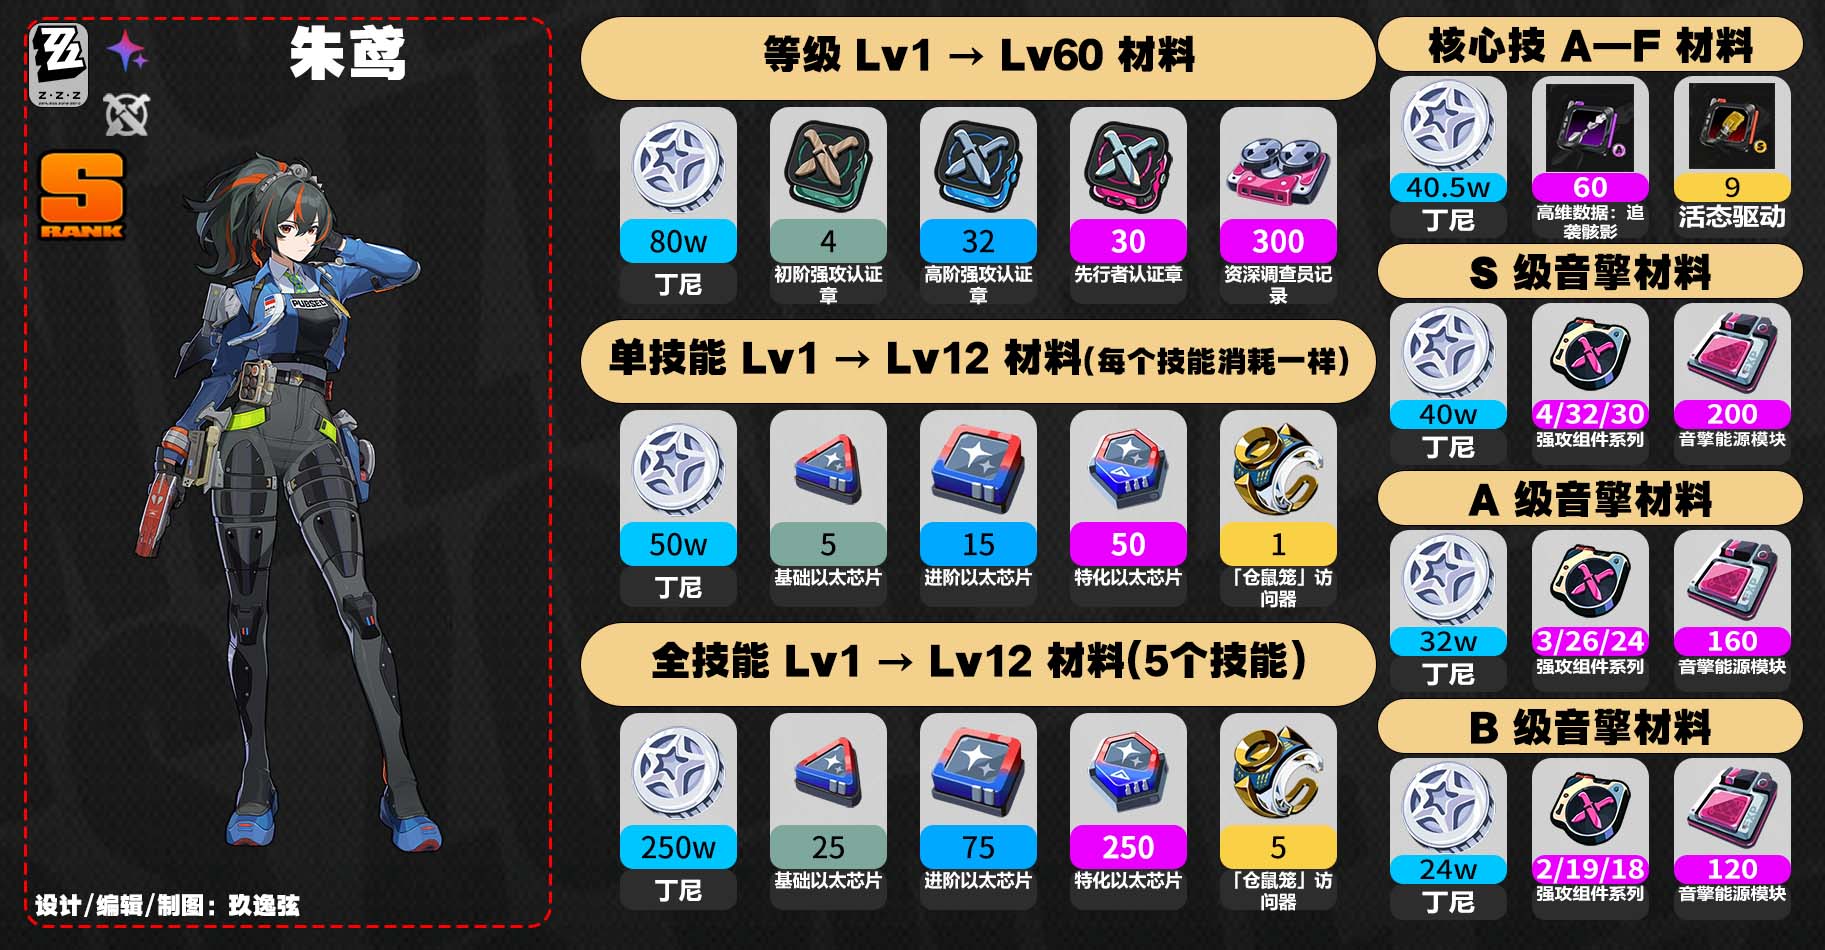 Z·Z·Z
朱鸢
S
RANK
PUBSEC
设计/编辑/制图：玖逸弦
等级 Lv1 → Lv60 材料
80w
丁尼
4
初阶强攻认证
章
32
高阶强攻认证
章
30
先行者认证章
300
资深调查员记
录
单技能 Lv1 → Lv12 材料(每个技能消耗一样)
50w
丁尼
5
基础以太芯片
15
进阶以太芯片
50
特化以太芯片
1
「仓鼠笼」访
问器
全技能 Lv1 → Lv12 材料(5个技能)
250w
丁尼
25
基础以太芯片
75
进阶以太芯片
250
特化以太芯片
5
「仓鼠笼」访
问器
核心技 A—F 材料
40.5w
丁尼
A
60
高维数据：追
袭骸影
S
9
活态驱动
S 级音擎材料
40w
丁尼
4/32/30
强攻组件系列
200
音擎能源模块
A 级音擎材料
32w
丁尼
3/26/24
强攻组件系列
160
音擎能源模块
B 级音擎材料
24w
丁尼
2/19/18
强攻组件系列
120
音擎能源模块